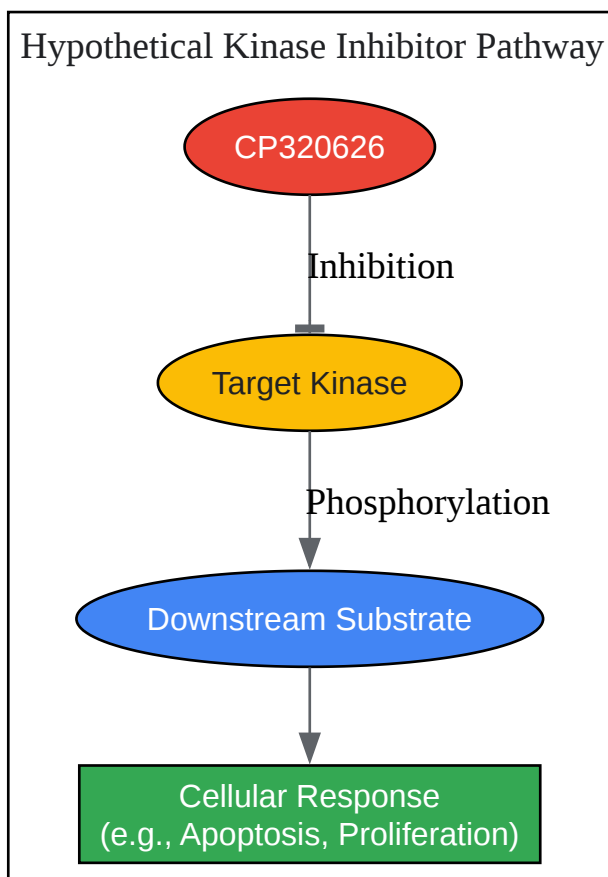 Hypothetical Kinase Inhibitor Pathway
CP320626
Inhibition
Target Kinase
Phosphorylation
Downstream Substrate
Cellular Response
(e.g., Apoptosis, Proliferation)